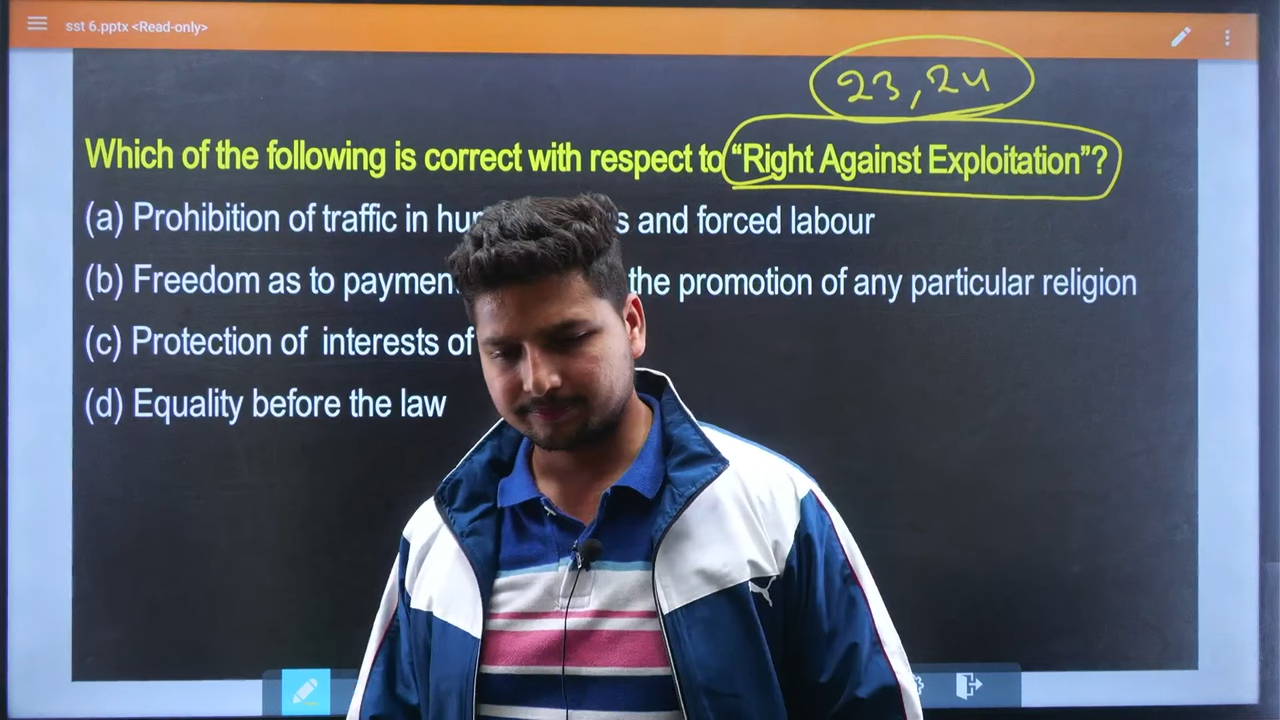 sst 6.pptx <Read-only>
23, 24
Which of the following is correct with respect to “Right Against Exploitation”?
(a) Prohibition of traffic in s and forced labour
(b) Freedom as to the promotion of any particular religion
(c) Protection of interests of
(d) Equality before the law